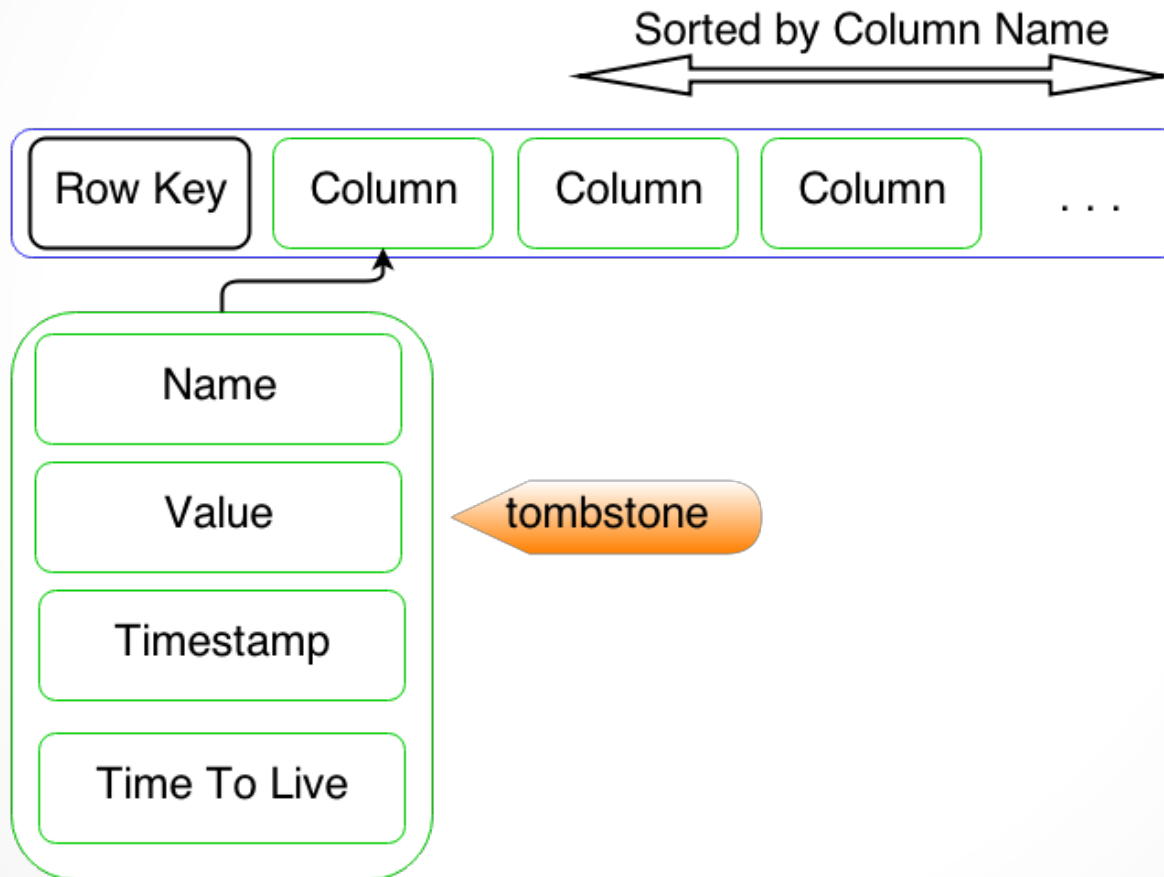 Sorted by Column Name
Row Key Column Column Column . . .
Name
Value
tombstone
Timestamp
Time To Live